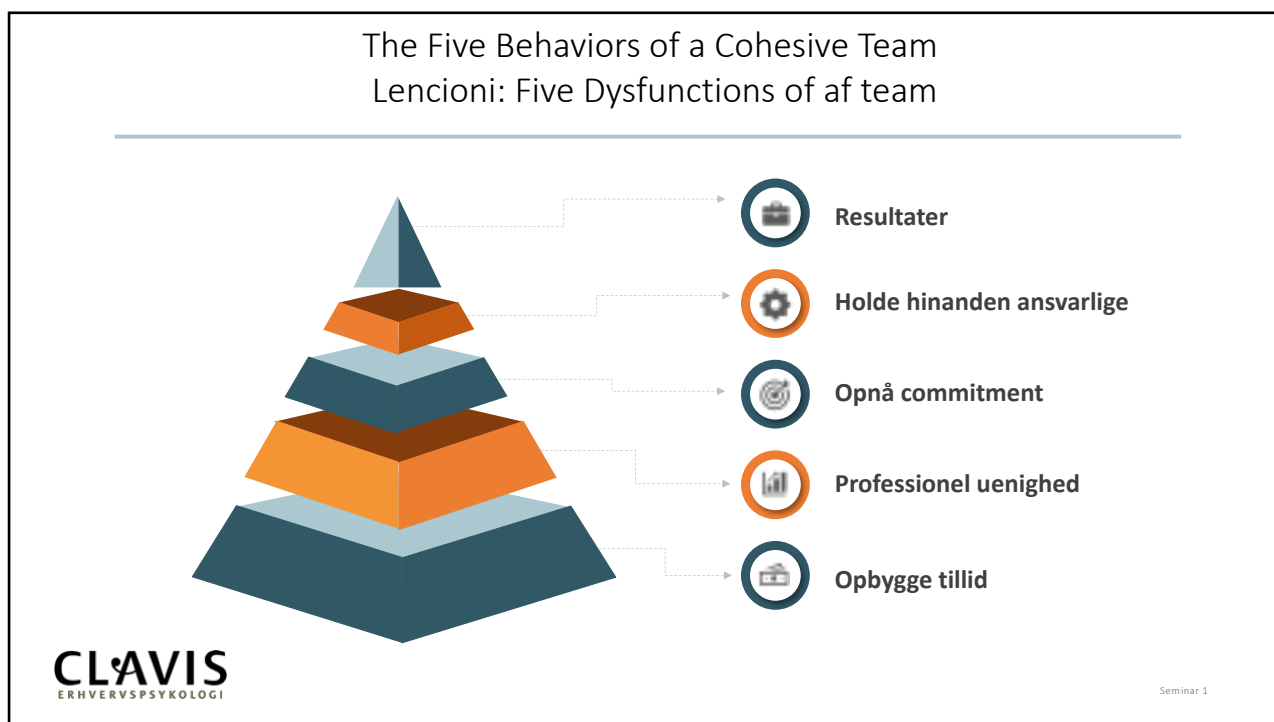 The Five Behaviors of a Cohesive Team
Lencioni: Five Dysfunctions of af team
Resultater
Holde hinanden ansvarlige
Opnå commitment
Professionel uenighed
Opbygge tillid
CLAVIS
ERHVERVSPSYKOLOGI
Seminar 1